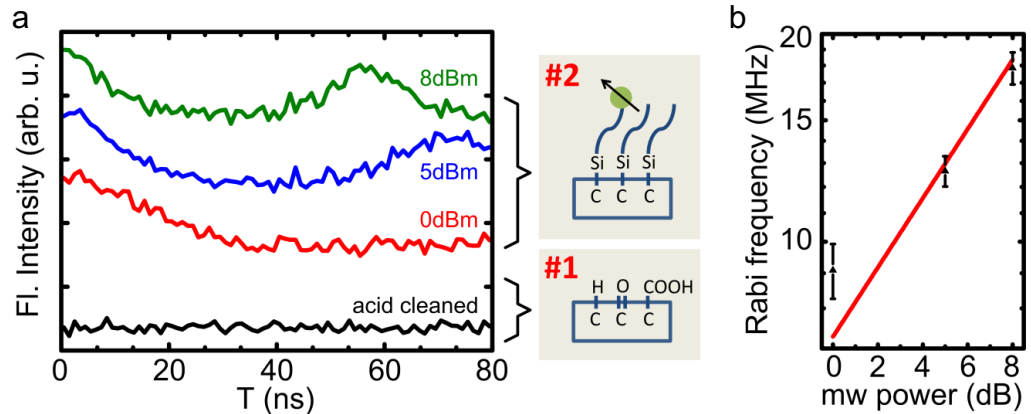 a
Fl. Intensity (arb. u.)
8dBm
5dBm
0dBm
acid cleaned
0 20 40 60 80
T (ns)
#2
Si Si Si
C C C
#1
H O COOH
C C C
b
Rabi frequency (MHz)
20
15
10
0 2 4 6 8
mw power (dB)